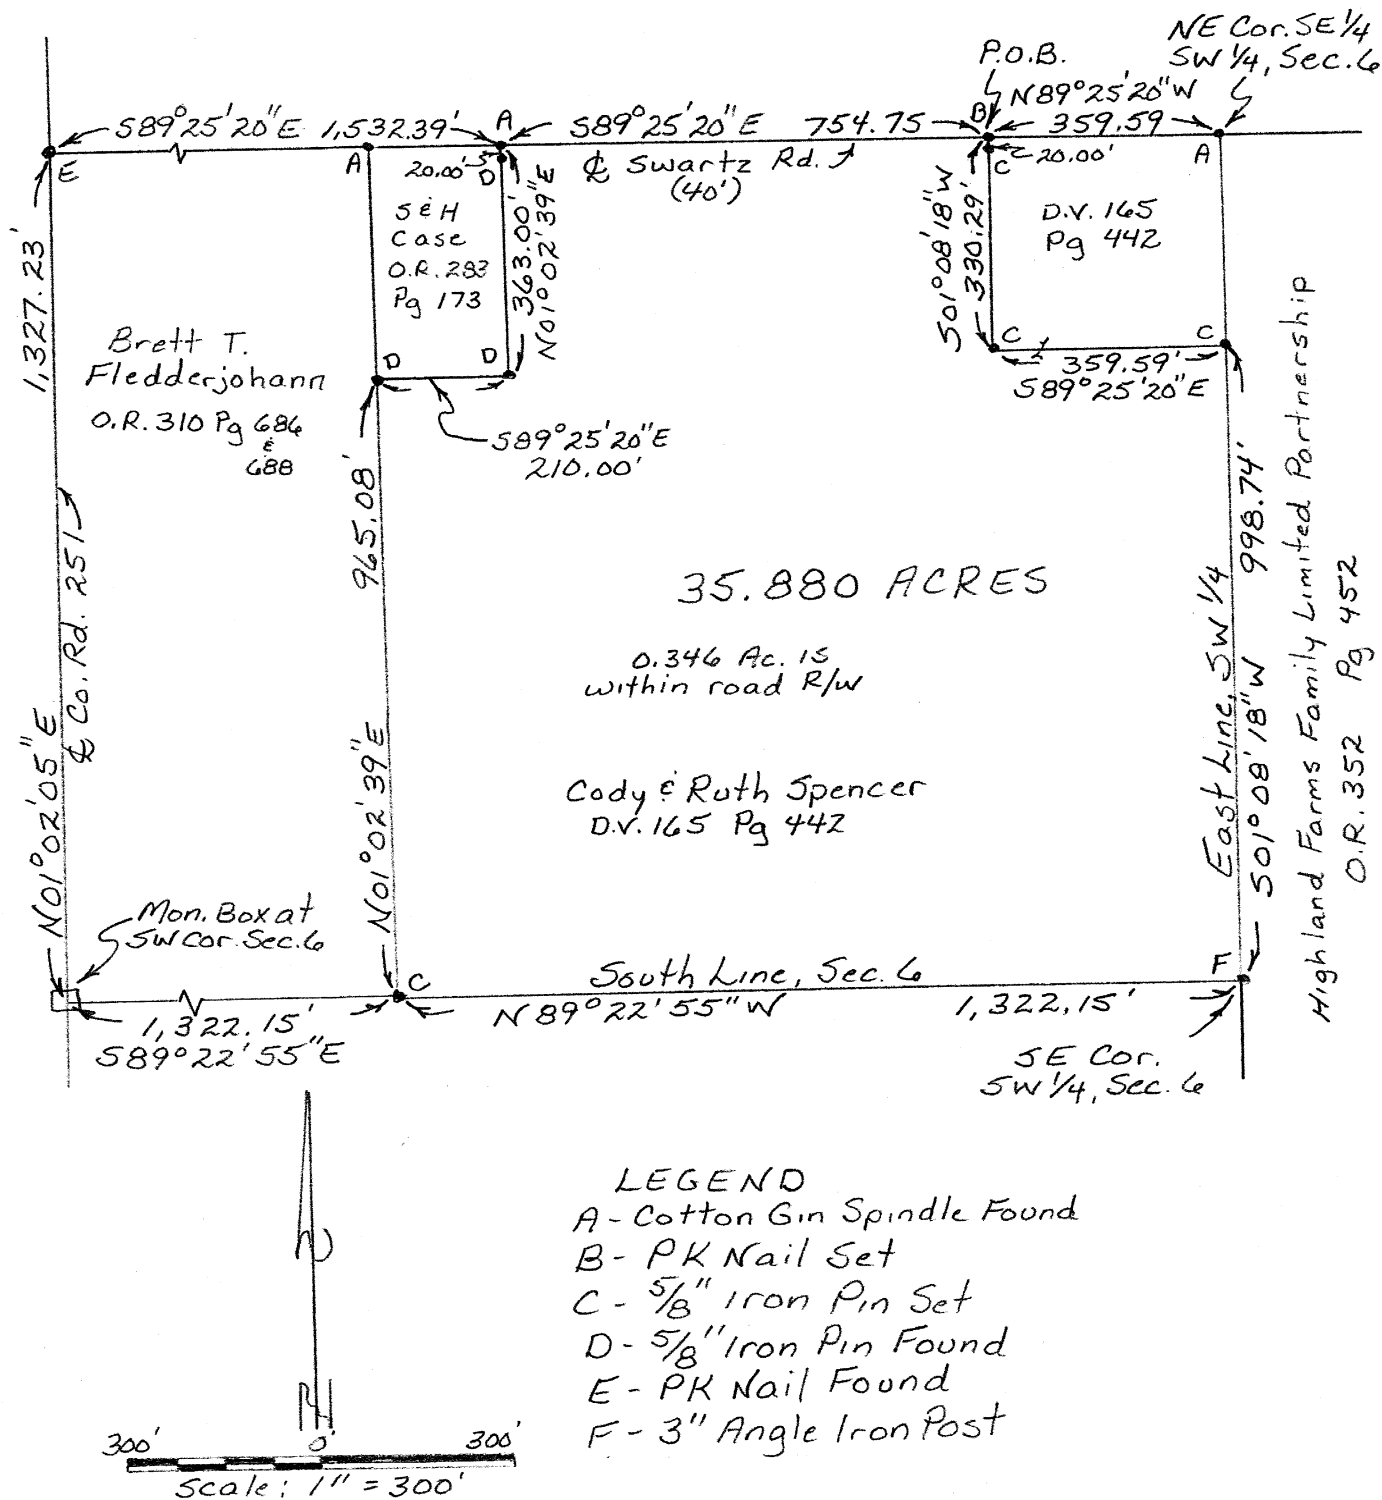 NE Cor. SE 1/4
SW 1/4, Sec. 6
P.O.B.
N89°25'20"W
S89°25'20"E 1,532.39'
A
S89°25'20"E 754.75
B
359.59
E
A
20.00'
D
℄ Swartz Rd.
(40')
C
20.00'
A
S & H
Case
O.R. 283
Pg 173
363.00'
N01°02'39"E
S01°08'18"W
330.29'
D.V. 165
Pg 442
1,327.23'
Brett T.
Fledderjohann
O.R. 310 Pg 686
&
688
D
D
C
C
359.59'
S89°25'20"E
S89°25'20"E
210.00'
965.08'
998.74'
Highland Farms Family Limited Partnership
O.R. 352 Pg 452
℄ Co. Rd. 251
35.880 ACRES
0.346 Ac. is
within road R/W
East Line, SW 1/4
S01°08'18"W
N01°02'05"E
N01°02'39"E
Cody & Ruth Spencer
D.V. 165 Pg 442
Mon. Box at
SW Cor. Sec. 6
C
South Line, Sec. 6
F
1,322.15'
S89°22'55"E
N89°22'55"W
1,322.15'
SE Cor.
SW 1/4, Sec. 6
N
LEGEND
A - Cotton Gin Spindle Found
B - PK Nail Set
C - 5/8" Iron Pin Set
D - 5/8" Iron Pin Found
E - PK Nail Found
F - 3" Angle Iron Post
300' 0' 300'
Scale: 1" = 300'